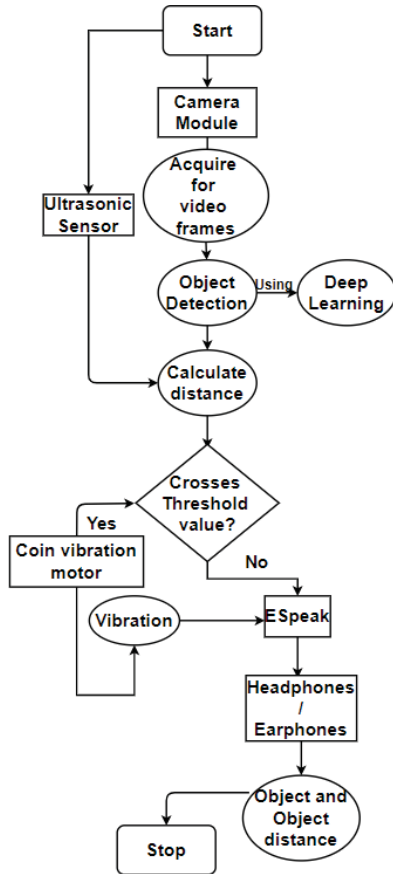 Start
Camera
Module
Acquire
for
video
frames
Ultrasonic
Sensor
Object
Detection
Using
Deep
Learning
Calculate
distance
Crosses
Threshold
value?
Yes
No
Coin vibration
motor
Vibration
ESpeak
Headphones
/
Earphones
Object and
Object
distance
Stop